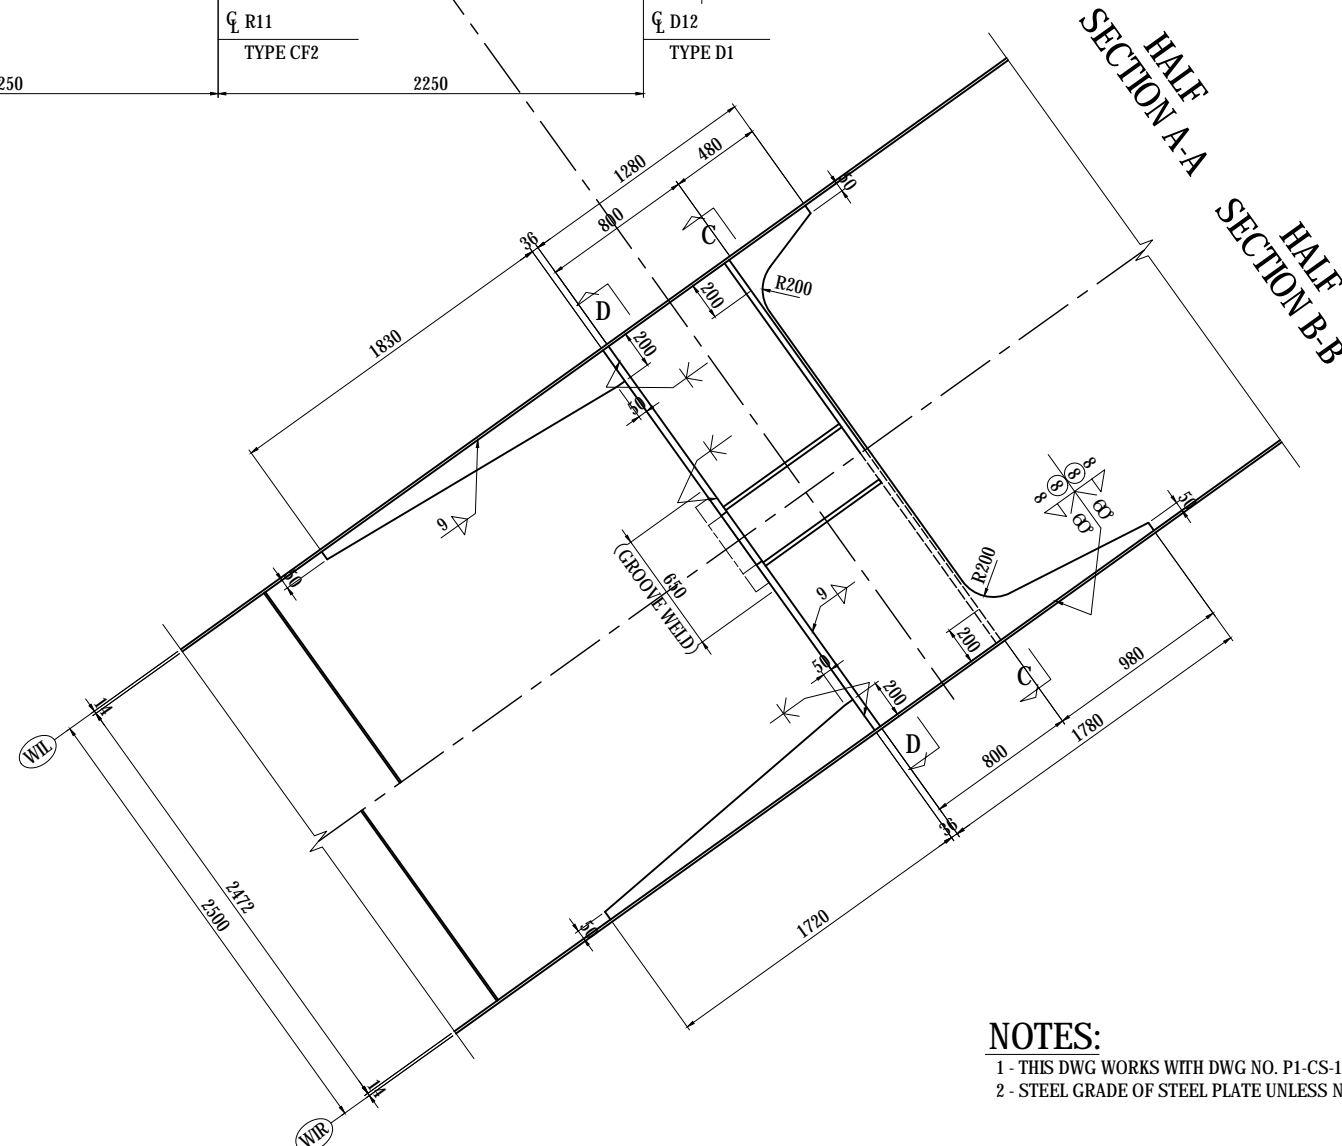 ℄ R11
TYPE CF2
℄ D12
TYPE D1
250
2250
HALF
SECTION A-A
HALF
SECTION B-B
1280
480
800
36
50
C
D
R200
200
200
1830
50
9
50
650
(GROOVE WELD)
9
8 8 8 8
60° 60°
50
R200
200
50
200
C
D
980
1780
800
36
14
WIL
2472
2500
1720
50
14
WIR
NOTES:
1 - THIS DWG WORKS WITH DWG NO. P1-CS-1
2 - STEEL GRADE OF STEEL PLATE UNLESS N